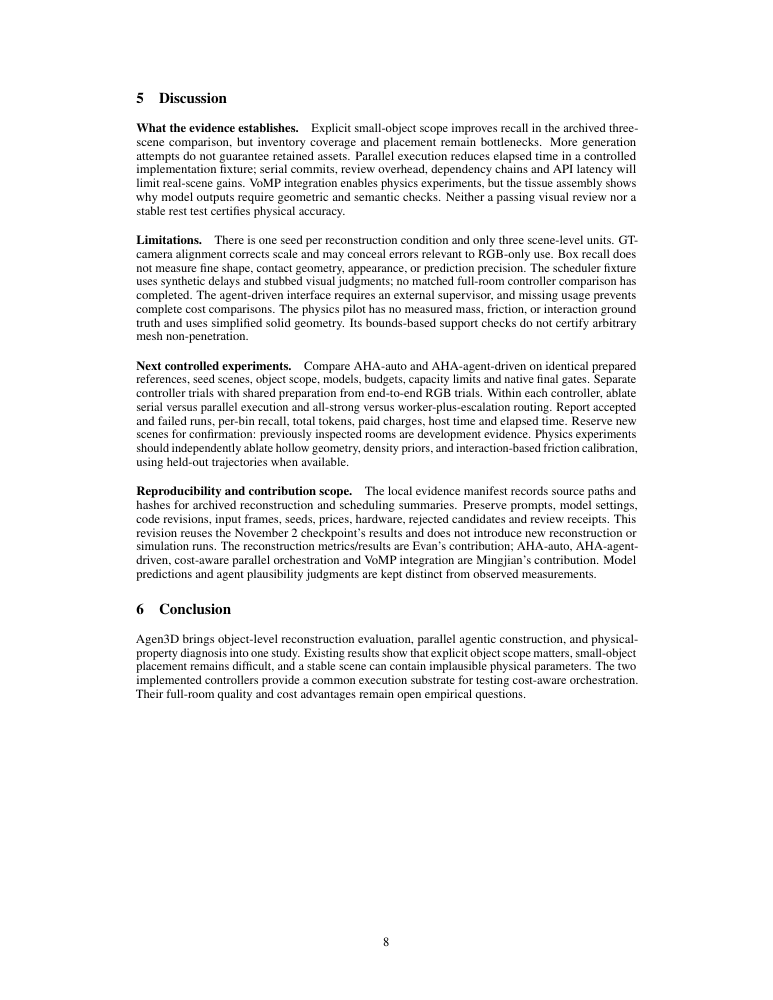 5 Discussion
What the evidence establishes. Explicit small-object scope improves recall in the archived three-
scene comparison, but inventory coverage and placement remain bottlenecks. More generation
attempts do not guarantee retained assets. Parallel execution reduces elapsed time in a controlled
implementation fixture; serial commits, review overhead, dependency chains and API latency will
limit real-scene gains. VoMP integration enables physics experiments, but the tissue assembly shows
why model outputs require geometric and semantic checks. Neither a passing visual review nor a
stable rest test certifies physical accuracy.
Limitations. There is one seed per reconstruction condition and only three scene-level units. GT-
camera alignment corrects scale and may conceal errors relevant to RGB-only use. Box recall does
not measure fine shape, contact geometry, appearance, or prediction precision. The scheduler fixture
uses synthetic delays and stubbed visual judgments; no matched full-room controller comparison has
completed. The agent-driven interface requires an external supervisor, and missing usage prevents
complete cost comparisons. The physics pilot has no measured mass, friction, or interaction ground
truth and uses simplified solid geometry. Its bounds-based support checks do not certify arbitrary
mesh non-penetration.
Next controlled experiments. Compare AHA-auto and AHA-agent-driven on identical prepared
references, seed scenes, object scope, models, budgets, capacity limits and native final gates. Separate
controller trials with shared preparation from end-to-end RGB trials. Within each controller, ablate
serial versus parallel execution and all-strong versus worker-plus-escalation routing. Report accepted
and failed runs, per-bin recall, total tokens, paid charges, host time and elapsed time. Reserve new
scenes for confirmation: previously inspected rooms are development evidence. Physics experiments
should independently ablate hollow geometry, density priors, and interaction-based friction calibration,
using held-out trajectories when available.
Reproducibility and contribution scope. The local evidence manifest records source paths and
hashes for archived reconstruction and scheduling summaries. Preserve prompts, model settings,
code revisions, input frames, seeds, prices, hardware, rejected candidates and review receipts. This
revision reuses the November 2 checkpoint's results and does not introduce new reconstruction or
simulation runs. The reconstruction metrics/results are Evan's contribution; AHA-auto, AHA-agent-
driven, cost-aware parallel orchestration and VoMP integration are Mingjian's contribution. Model
predictions and agent plausibility judgments are kept distinct from observed measurements.
6 Conclusion
Agen3D brings object-level reconstruction evaluation, parallel agentic construction, and physical-
property diagnosis into one study. Existing results show that explicit object scope matters, small-object
placement remains difficult, and a stable scene can contain implausible physical parameters. The two
implemented controllers provide a common execution substrate for testing cost-aware orchestration.
Their full-room quality and cost advantages remain open empirical questions.
8